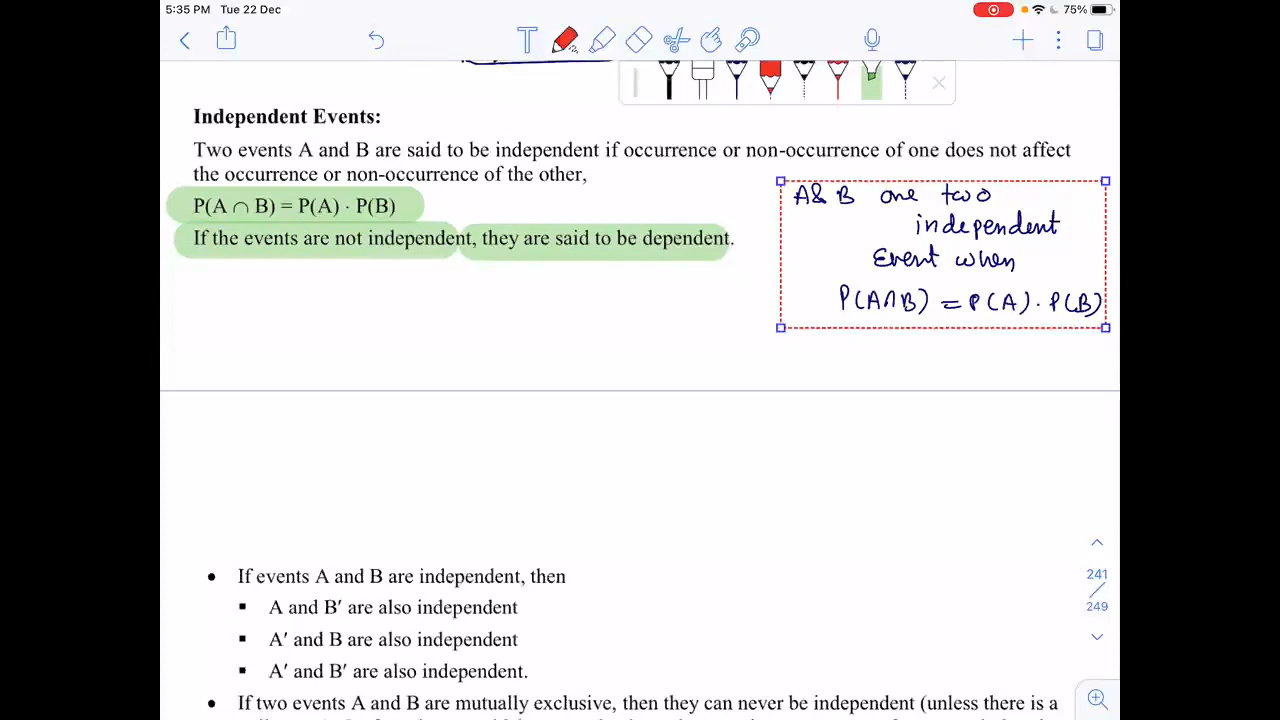 5:35 PM Tue 22 Dec
75%
Independent Events:
Two events A and B are said to be independent if occurrence or non-occurrence of one does not affect
the occurrence or non-occurrence of the other,
P(A ∩ B) = P(A) · P(B)
If the events are not independent, they are said to be dependent.
A& B one two
independent
Event when
P(A∩B) = P(A) · P(B)
241
249
• If events A and B are independent, then
▪ A and B′ are also independent
▪ A′ and B are also independent
▪ A′ and B′ are also independent.
• If two events A and B are mutually exclusive, then they can never be independent (unless there is a